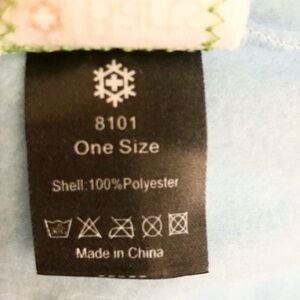 8101
One Size
Shell:100%Polyester
Made in China